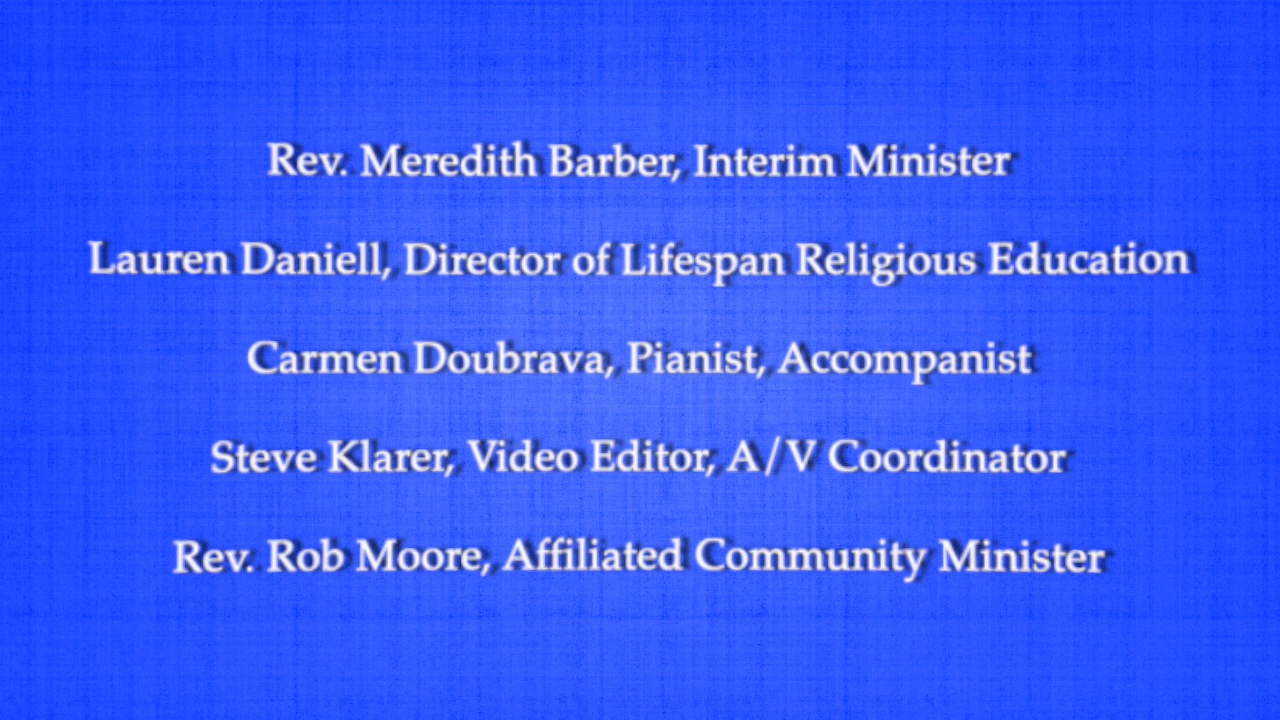 Rev. Meredith Barber, Interim Minister
Lauren Daniell, Director of Lifespan Religious Education
Carmen Doubrava, Pianist, Accompanist
Steve Klarer, Video Editor, A/V Coordinator
Rev. Rob Moore, Affiliated Community Minister